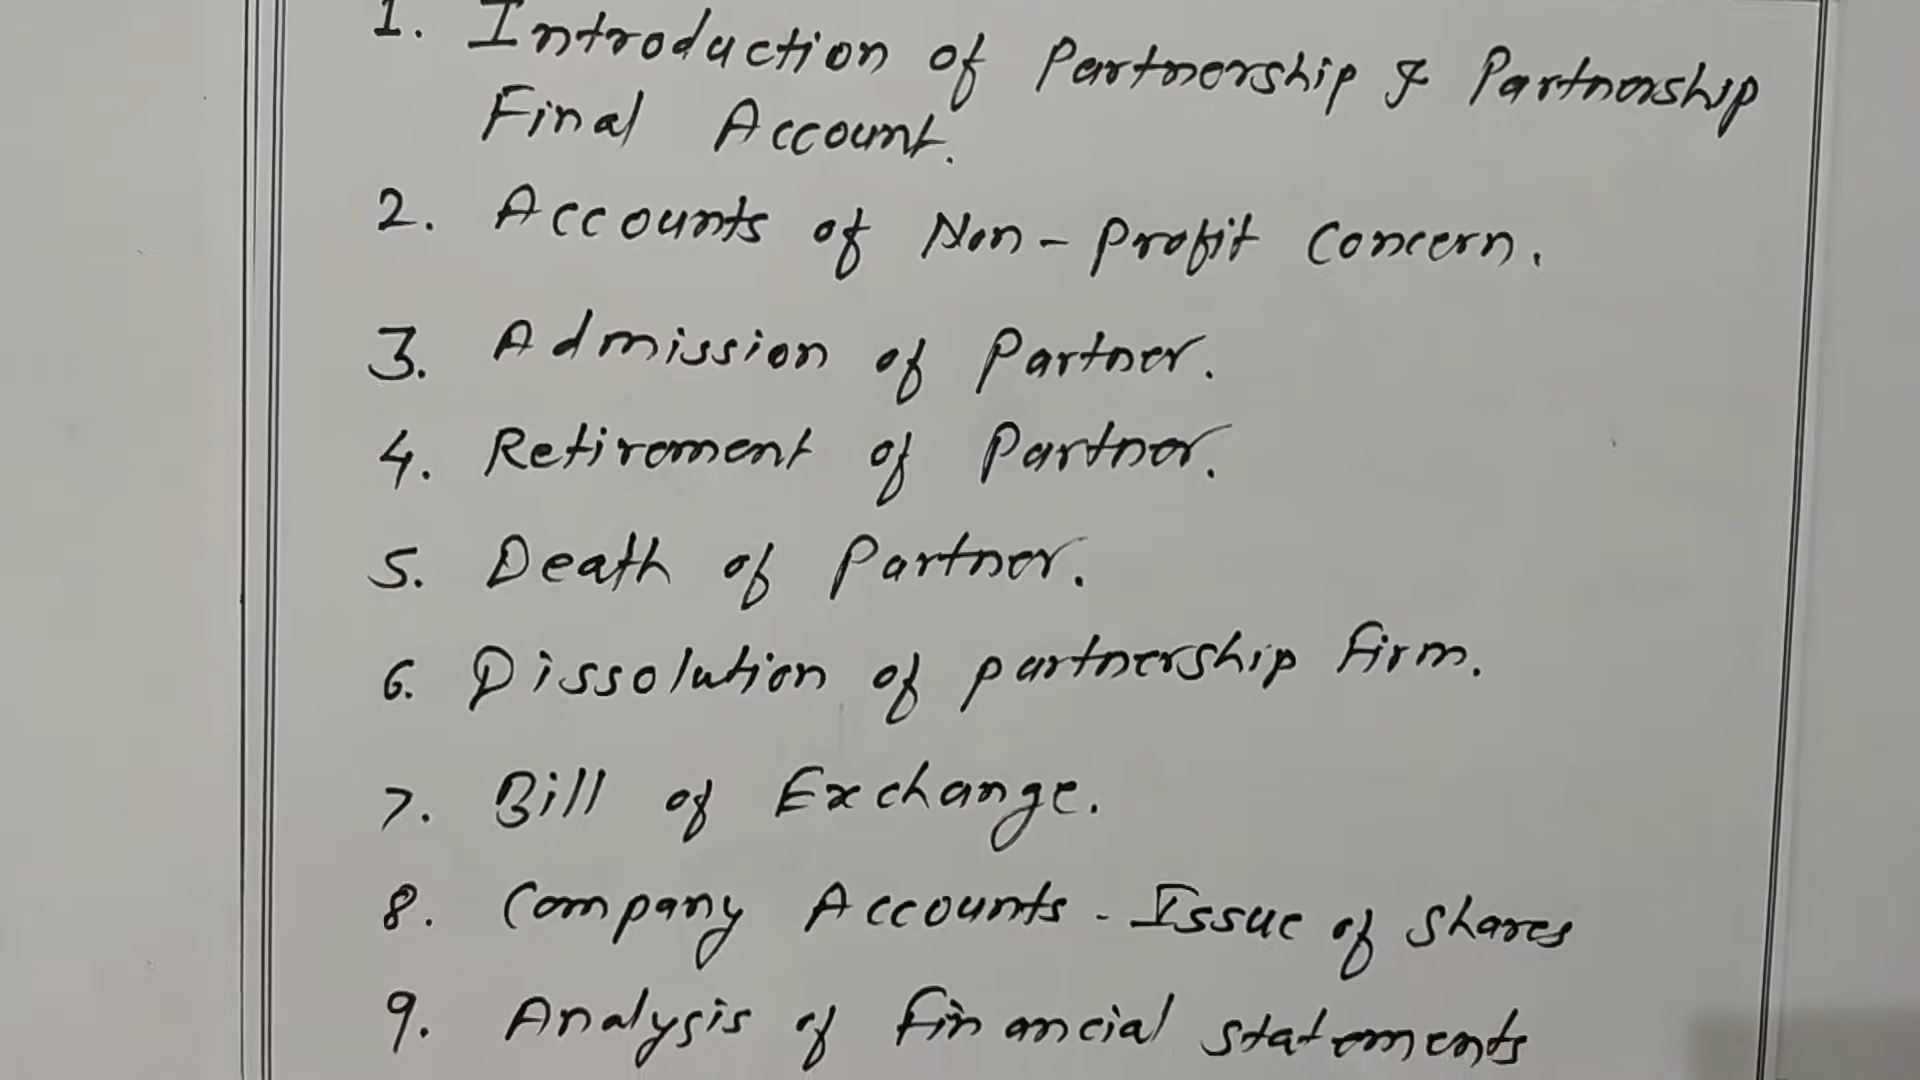 1. Introduction of Partnership & Partnership
Final Account.
2. Accounts of Non-Profit Concern.
3. Admission of Partner.
4. Retirement of Partner.
5. Death of Partner.
6. Dissolution of partnership firm.
7. Bill of Exchange.
8. Company Accounts - Issue of Shares
9. Analysis of financial statements